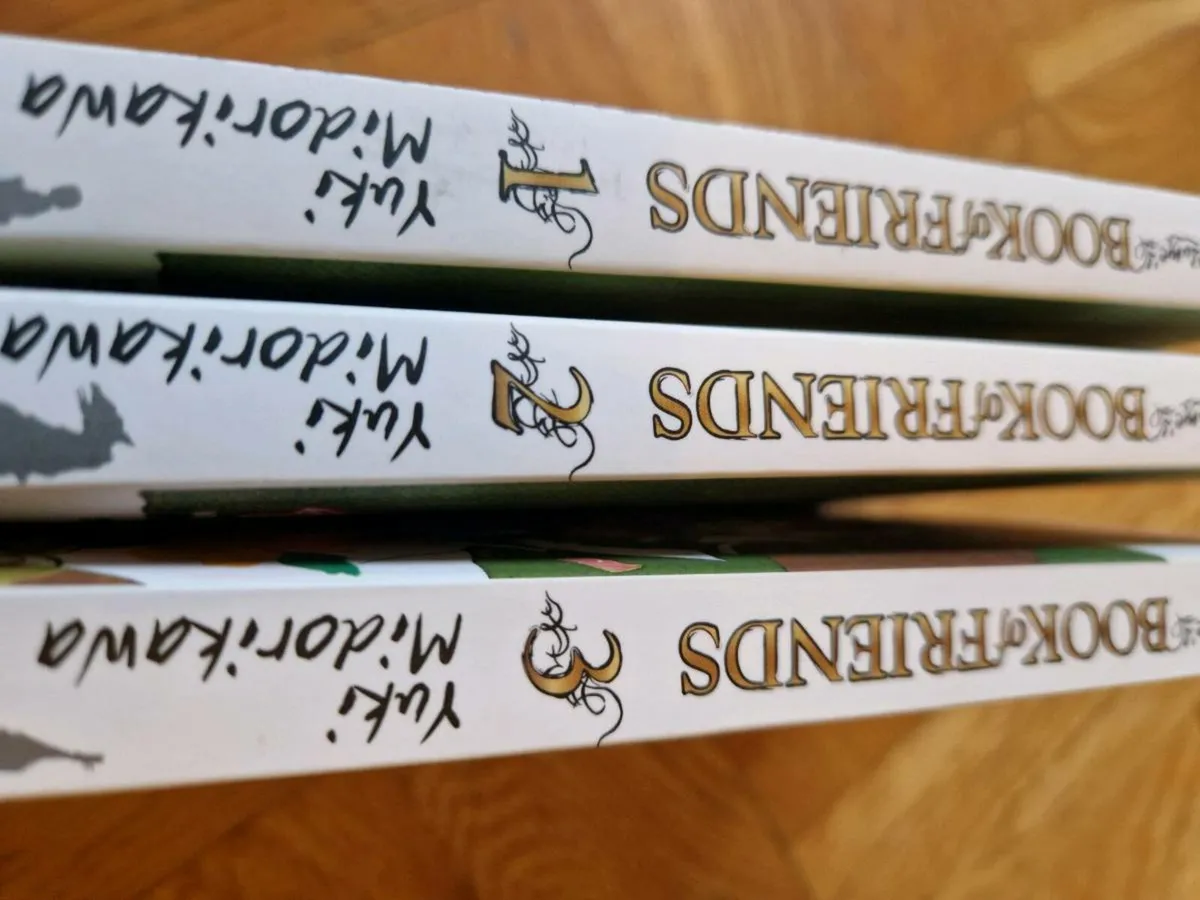 BOOK of FRIENDS
1
Yuki
Midorikawa
BOOK of FRIENDS
2
Yuki
Midorikawa
BOOK of FRIENDS
3
Yuki
Midorikawa